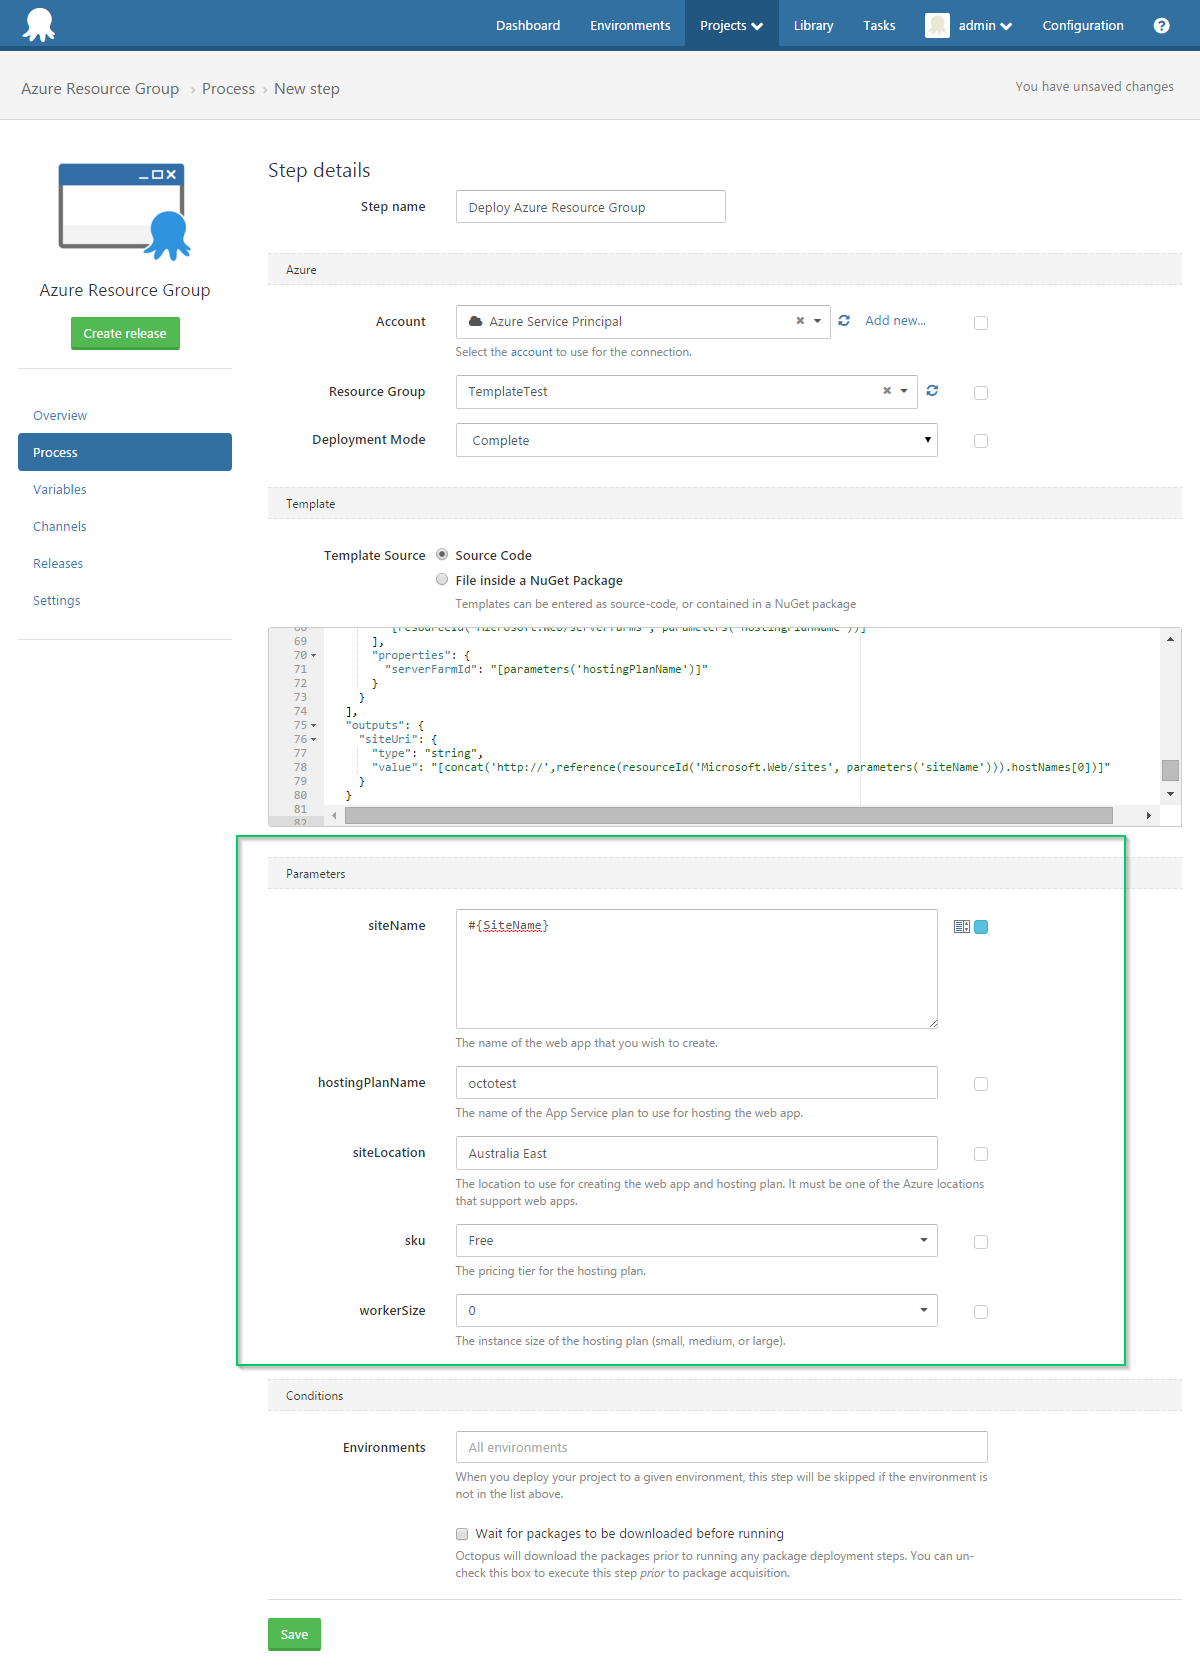 Dashboard Environments Projects Library Tasks admin Configuration ?
Azure Resource Group › Process › New step
You have unsaved changes
Azure Resource Group
Create release
Overview
Process
Variables
Channels
Releases
Settings
Step details
Step name Deploy Azure Resource Group
Azure
Account Azure Service Principal Add new...
Select the account to use for the connection.
Resource Group TemplateTest
Deployment Mode Complete
Template
Template Source Source Code
File inside a NuGet Package
Templates can be entered as source-code, or contained in a NuGet package
68 "[resourceId('Microsoft.Web/serverfarms', parameters('hostingPlanName'))]"
69 ],
70 "properties": {
71 "serverFarmId": "[parameters('hostingPlanName')]"
72 }
73 }
74 ],
75 "outputs": {
76 "siteUri": {
77 "type": "string",
78 "value": "[concat('http://',reference(resourceId('Microsoft.Web/sites', parameters('siteName'))).hostNames[0])]"
79 }
80 }
81
82
Parameters
siteName #{SiteName}
The name of the web app that you wish to create.
hostingPlanName octotest
The name of the App Service plan to use for hosting the web app.
siteLocation Australia East
The location to use for creating the web app and hosting plan. It must be one of the Azure locations
that support web apps.
sku Free
The pricing tier for the hosting plan.
workerSize 0
The instance size of the hosting plan (small, medium, or large).
Conditions
Environments All environments
When you deploy your project to a given environment, this step will be skipped if the environment is
not in the list above.
Wait for packages to be downloaded before running
Octopus will download the packages prior to running any package deployment steps. You can un-
check this box to execute this step prior to package acquisition.
Save